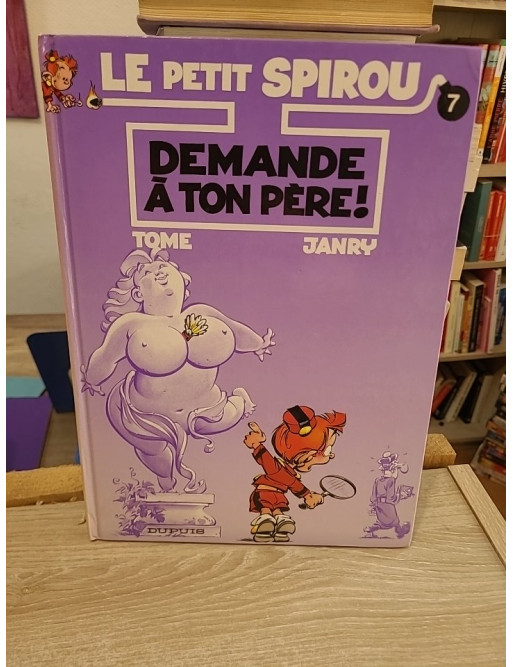 LE PETIT SPIROU
7
DEMANDE
À TON PÈRE!
TOME
JANRY
DUPUIS